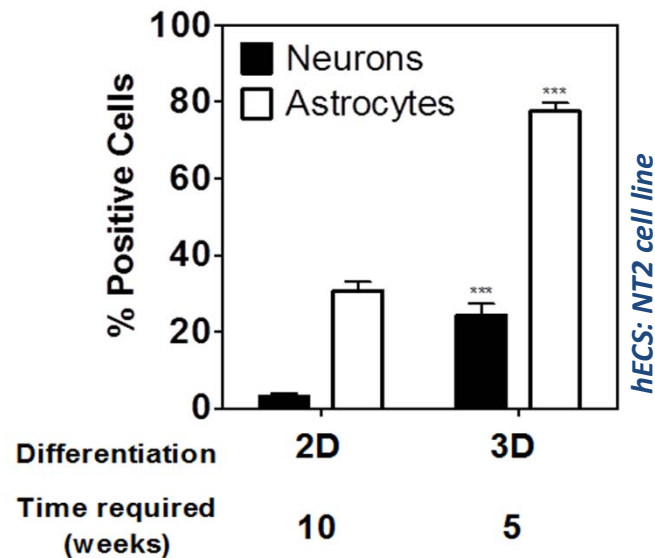 100
80
60
40
20
0
% Positive Cells
Neurons
Astrocytes
***
***
hECS: NT2 cell line
Differentiation 2D 3D
Time required
(weeks) 10 5